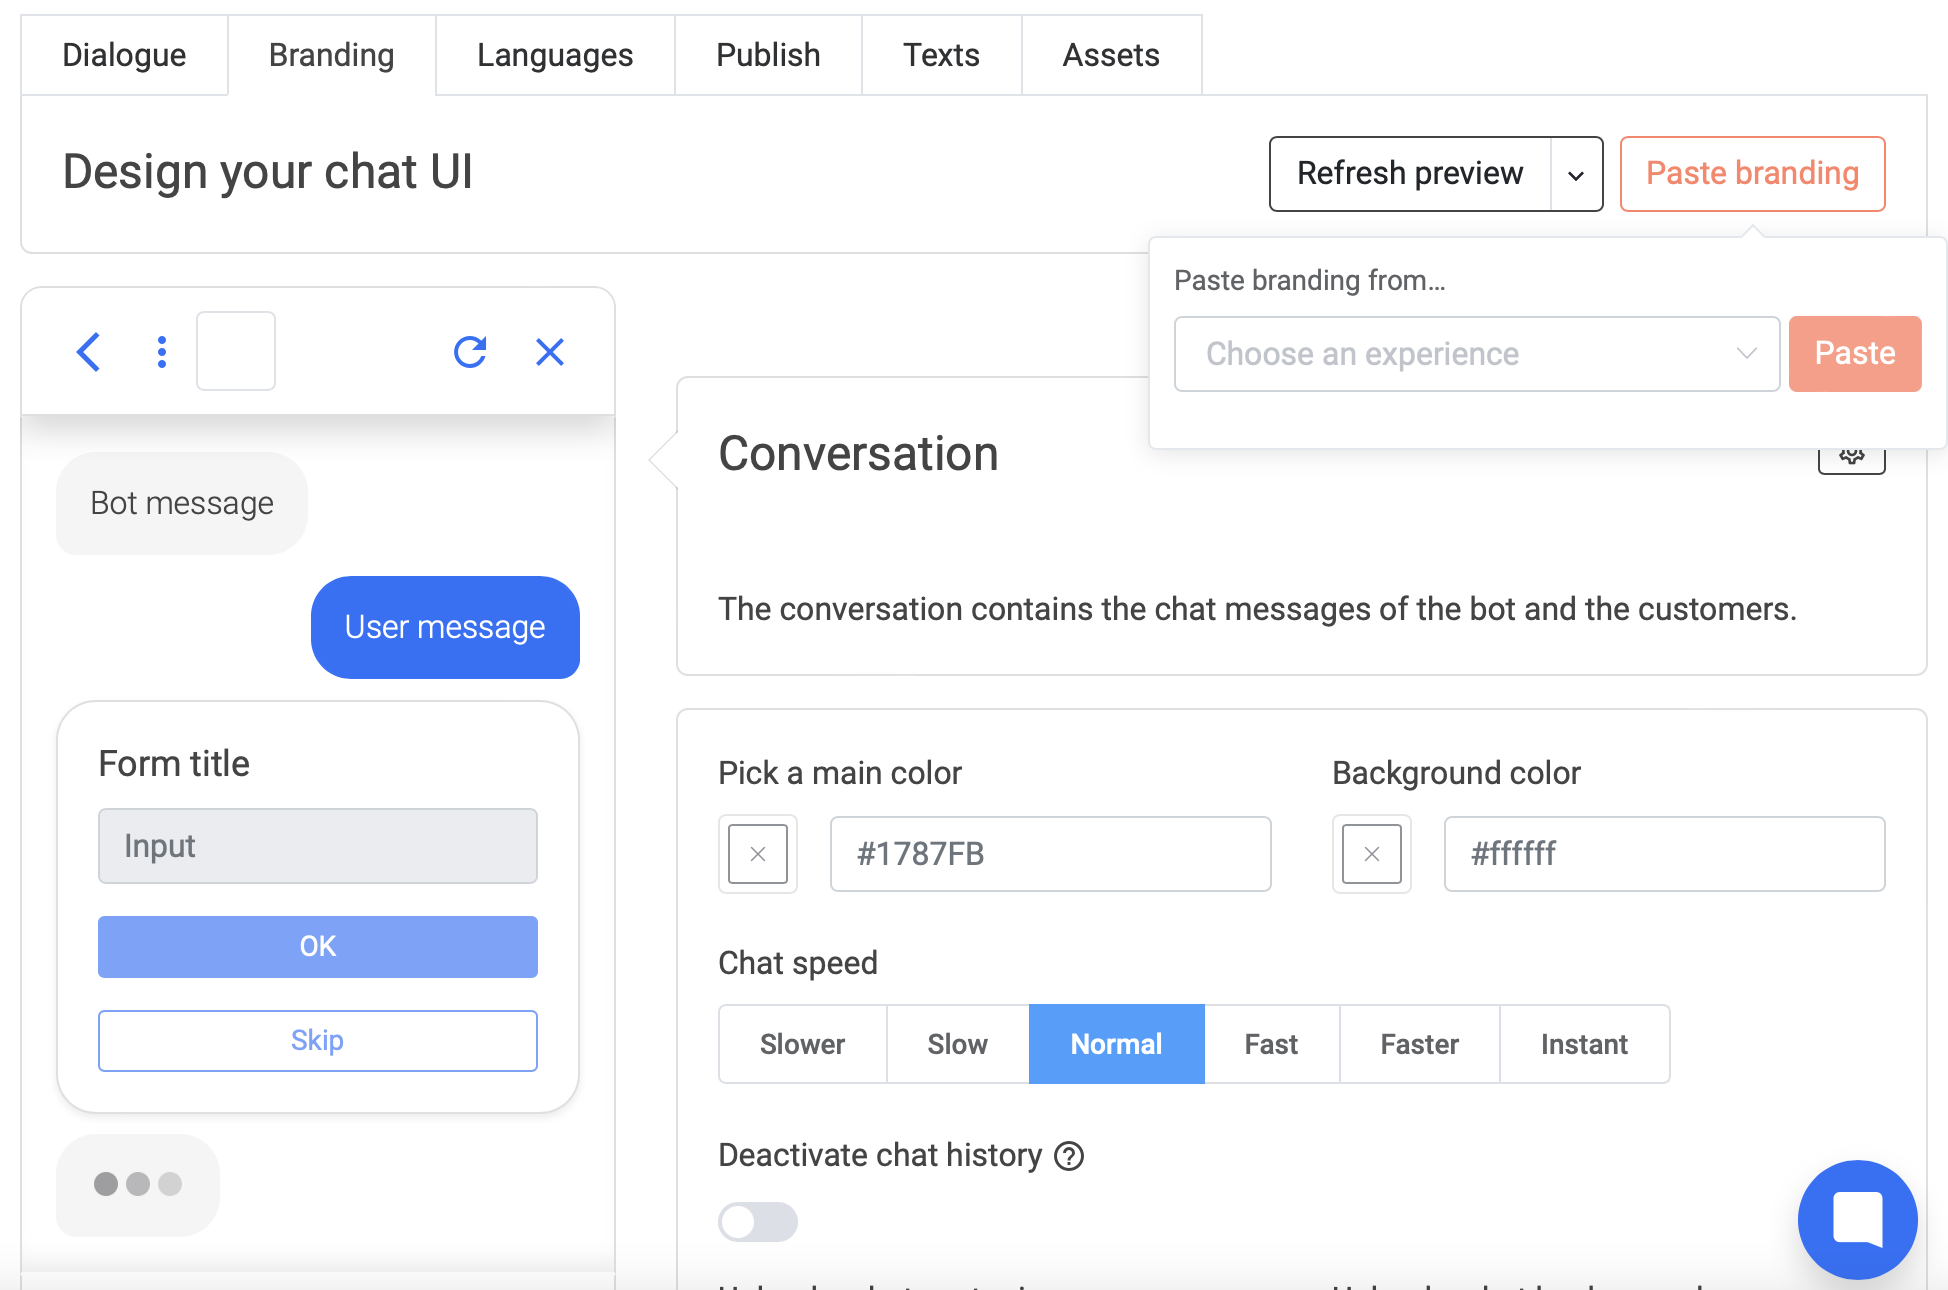 Dialogue
Branding
Languages
Publish
Texts
Assets
Design your chat UI
Refresh preview
Paste branding
Paste branding from...
Choose an experience
Paste
Bot message
User message
Form title
Input
OK
Skip
Conversation
The conversation contains the chat messages of the bot and the customers.
Pick a main color
Background color
#1787FB
#ffffff
Chat speed
Slower
Slow
Normal
Fast
Faster
Instant
Deactivate chat history